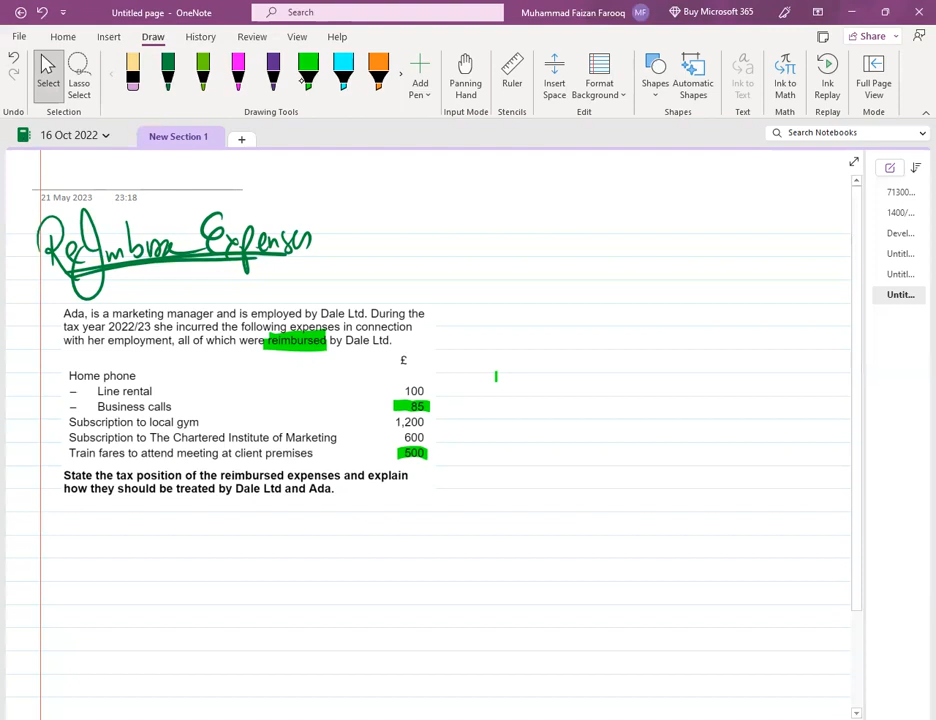 Untitled page - OneNote
Search
Muhammad Faizan Farooq MF
Buy Microsoft 365
File Home Insert Draw History Review View Help
Share
Select
Lasso Select
Add Pen
Panning Hand
Ruler
Insert Space
Format Background
Shapes
Automatic Shapes
Ink to Text
Ink to Math
Ink Replay
Full Page View
Undo Selection Drawing Tools Input Mode Stencils Edit Shapes Text Math Replay Mode
16 Oct 2022
New Section 1
Search Notebooks
21 May 2023 23:18
Expenses
Ada, is a marketing manager and is employed by Dale Ltd. During the
tax year 2022/23 she incurred the following expenses in connection
with her employment, all of which were reimbursed by Dale Ltd.
£
Home phone
– Line rental 100
– Business calls 85
Subscription to local gym 1,200
Subscription to The Chartered Institute of Marketing 600
Train fares to attend meeting at client premises 500
State the tax position of the reimbursed expenses and explain
how they should be treated by Dale Ltd and Ada.
71300...
1400/...
Devel...
Untitl...
Untitl...
Untit...